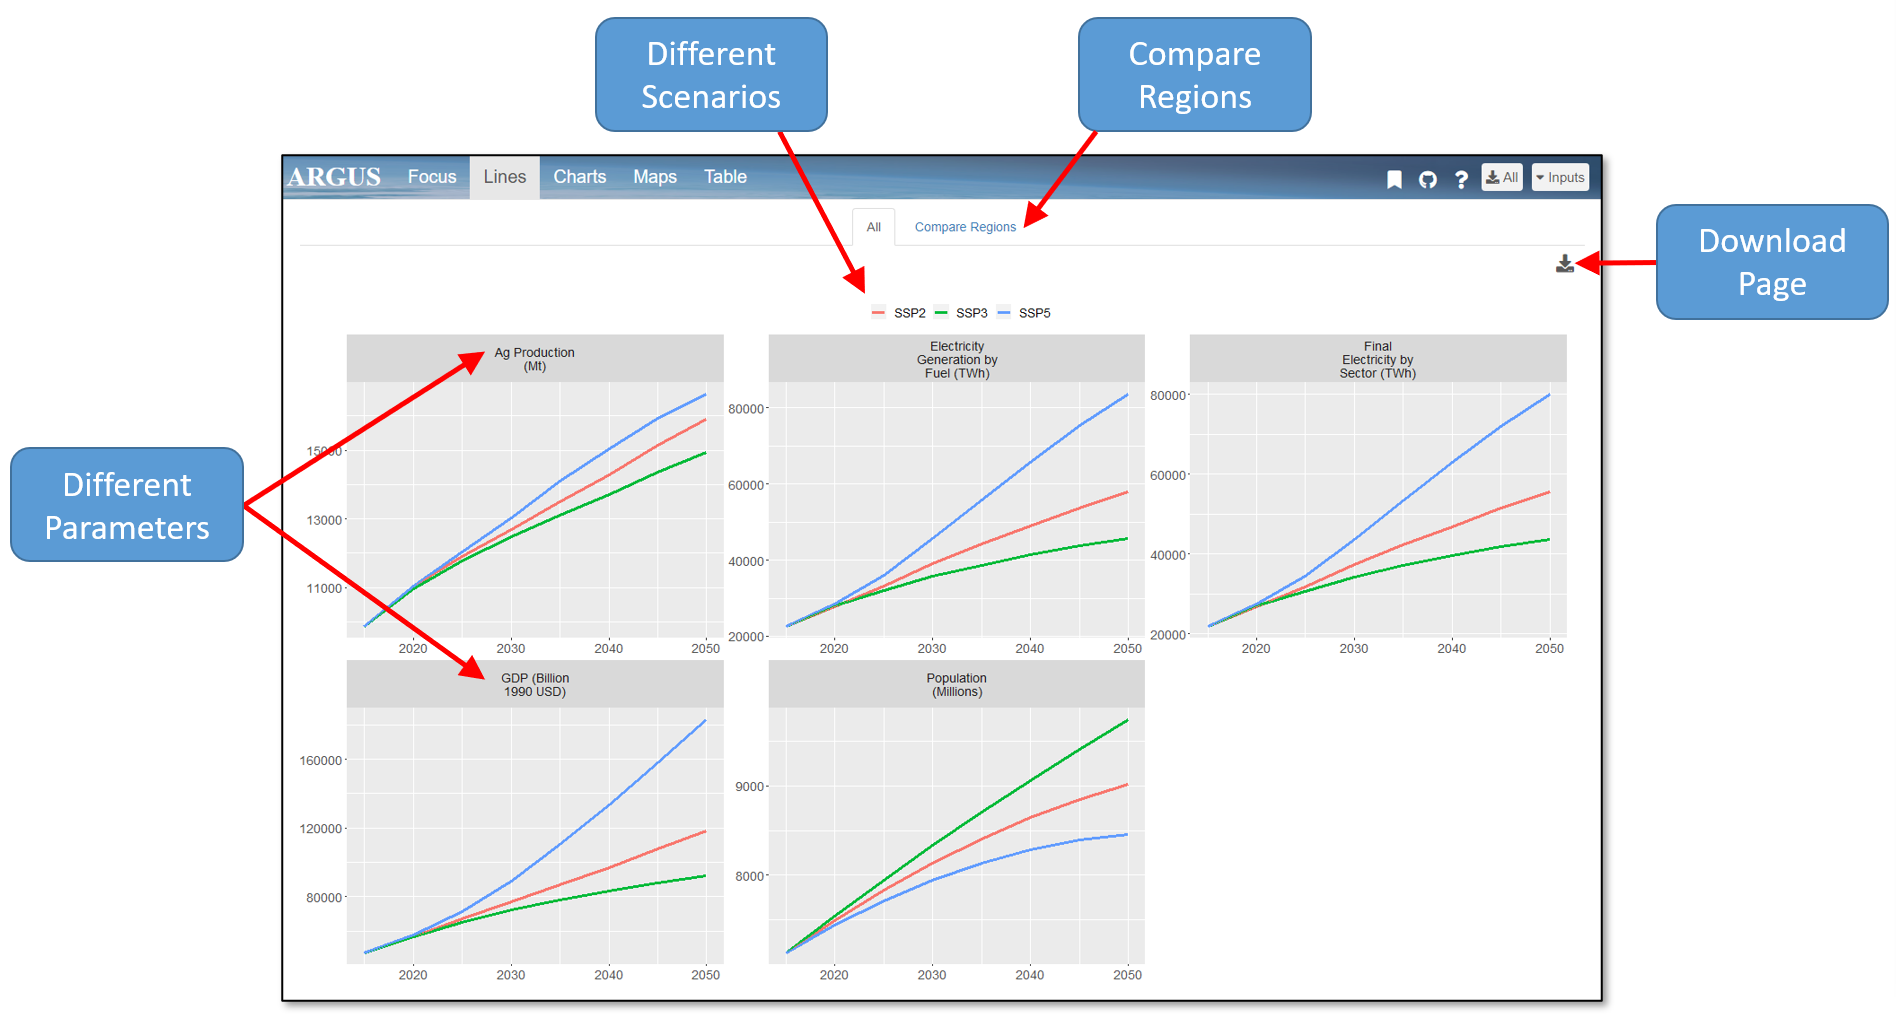 Different
Scenarios
Compare
Regions
ARGUS Focus Lines Charts Maps Table ? All Inputs
All Compare Regions
Download
Page
SSP2 SSP3 SSP5
Different
Parameters
Ag Production
(Mt)
15000
13000
11000
2020 2030 2040 2050
Electricity
Generation by
Fuel (TWh)
80000
60000
40000
20000
2020 2030 2040 2050
Final
Electricity by
Sector (TWh)
80000
60000
40000
20000
2020 2030 2040 2050
GDP (Billion
1990 USD)
160000
120000
80000
2020 2030 2040 2050
Population
(Millions)
9000
8000
2020 2030 2040 2050